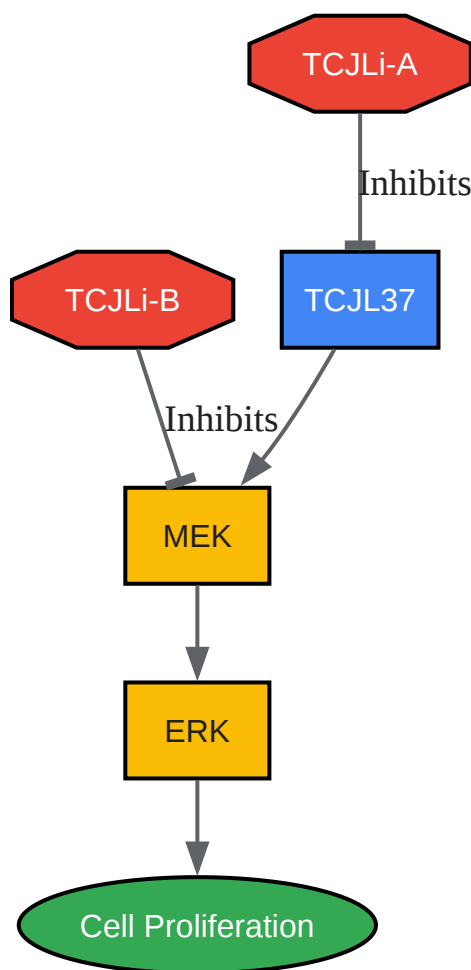 TCJLi-A
Inhibits
TCJLi-B
TCJL37
Inhibits
MEK
ERK
Cell Proliferation